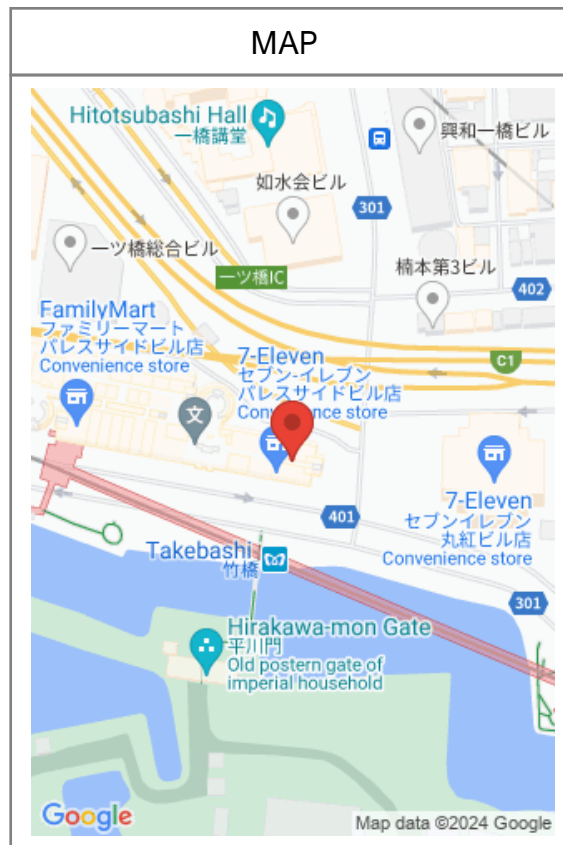 MAP
Hitotsubashi Hall
一橋講堂
興和一橋ビル
如水会ビル
301
一ツ橋総合ビル
一ツ橋IC
楠本第3ビル
402
FamilyMart
ファミリーマート
パレスサイドビル店
Convenience store
7-Eleven
セブン-イレブン
パレスサイドビル店
Convenience store
C1
文
401
7-Eleven
セブンイレブン
丸紅ビル店
Convenience store
Takebashi
竹橋
301
Hirakawa-mon Gate
平川門
Old postern gate of
imperial household
Google
Map data ©2024 Google